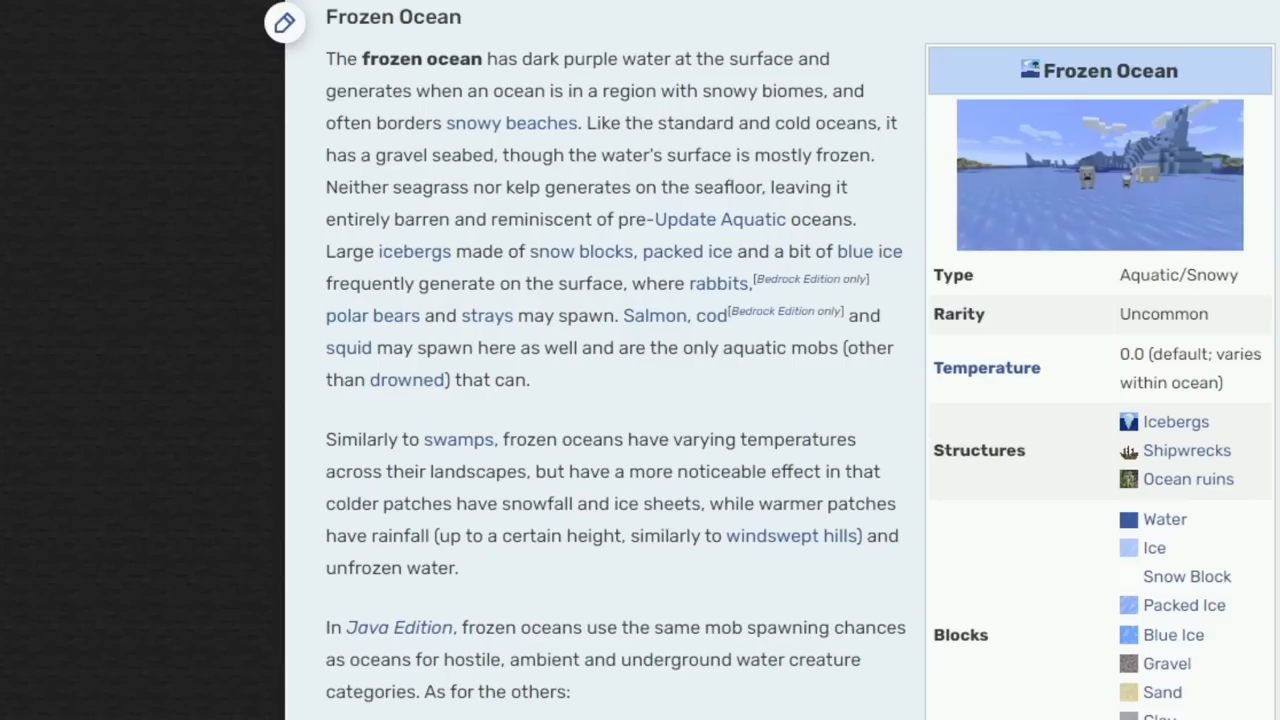 Frozen Ocean
The frozen ocean has dark purple water at the surface and
generates when an ocean is in a region with snowy biomes, and
often borders snowy beaches. Like the standard and cold oceans, it
has a gravel seabed, though the water's surface is mostly frozen.
Neither seagrass nor kelp generates on the seafloor, leaving it
entirely barren and reminiscent of pre-Update Aquatic oceans.
Large icebergs made of snow blocks, packed ice and a bit of blue ice
frequently generate on the surface, where rabbits,[Bedrock Edition only]
polar bears and strays may spawn. Salmon, cod[Bedrock Edition only] and
squid may spawn here as well and are the only aquatic mobs (other
than drowned) that can.
Similarly to swamps, frozen oceans have varying temperatures
across their landscapes, but have a more noticeable effect in that
colder patches have snowfall and ice sheets, while warmer patches
have rainfall (up to a certain height, similarly to windswept hills) and
unfrozen water.
In Java Edition, frozen oceans use the same mob spawning chances
as oceans for hostile, ambient and underground water creature
categories. As for the others:
Frozen Ocean
Type Aquatic/Snowy
Rarity Uncommon
Temperature 0.0 (default; varies
within ocean)
Structures
Icebergs
Shipwrecks
Ocean ruins
Blocks
Water
Ice
Snow Block
Packed Ice
Blue Ice
Gravel
Sand
Clay